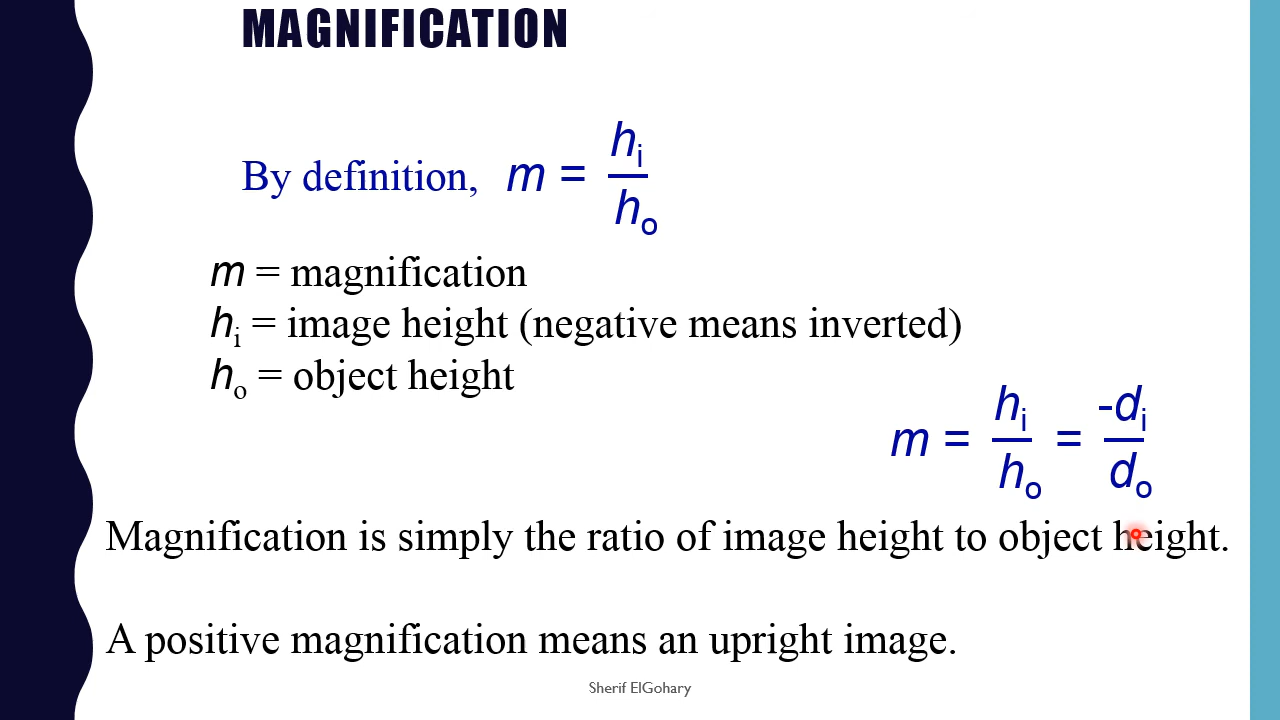 MAGNIFICATION
By definition, m = hi / ho
m = magnification
hi = image height (negative means inverted)
ho = object height
m = hi / ho = -di / do
Magnification is simply the ratio of image height to object height.
A positive magnification means an upright image.
Sherif ElGohary